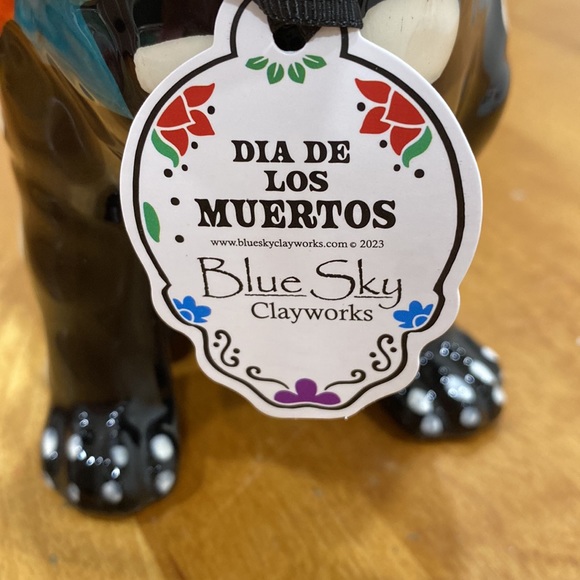 DIA DE
LOS
MUERTOS
www.blueskyclayworks.com © 2023
Blue Sky
Clayworks